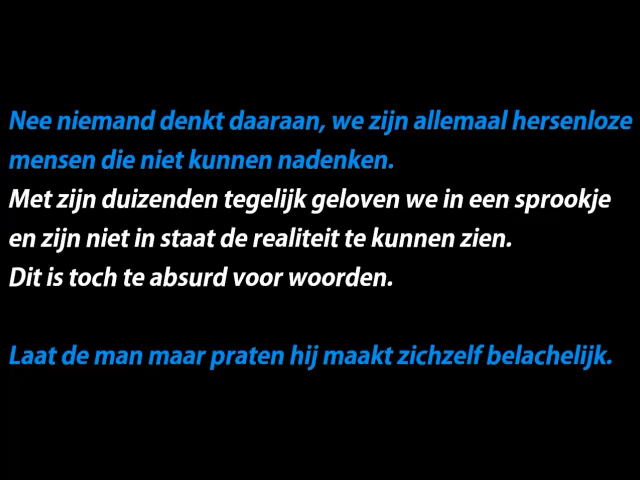 Nee niemand denkt daaraan, we zijn allemaal hersenloze
mensen die niet kunnen nadenken.
Met zijn duizenden tegelijk geloven we in een sprookje
en zijn niet in staat de realiteit te kunnen zien.
Dit is toch te absurd voor woorden.
Laat de man maar praten hij maakt zichzelf belachelijk.